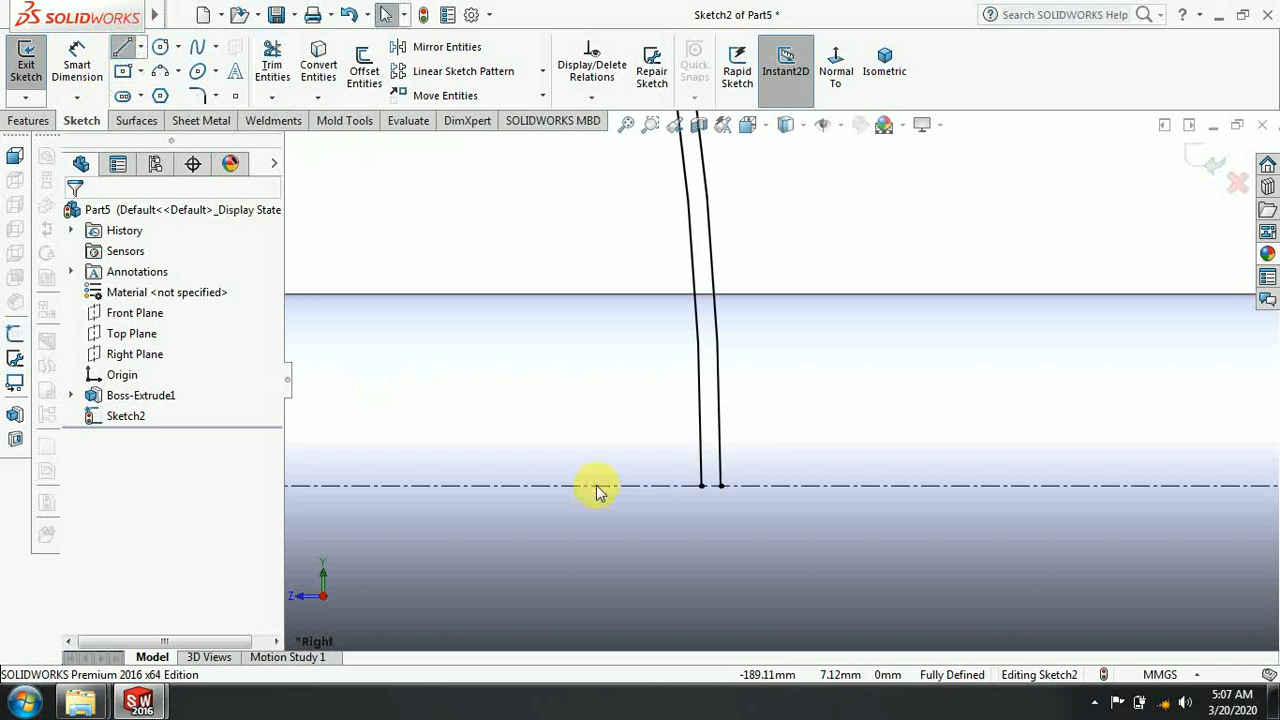 SOLIDWORKS
Sketch2 of Part5 *
Search SOLIDWORKS Help
?
Exit
Sketch
Smart
Dimension
Trim
Entities
Convert
Entities
Offset
Entities
Mirror Entities
Linear Sketch Pattern
Move Entities
Display/Delete
Relations
Repair
Sketch
Quick
Snaps
Rapid
Sketch
Instant2D
Normal
To
Isometric
Features
Sketch
Surfaces
Sheet Metal
Weldments
Mold Tools
Evaluate
DimXpert
SOLIDWORKS MBD
Part5 (Default<<Default>_Display State
History
Sensors
Annotations
Material <not specified>
Front Plane
Top Plane
Right Plane
Origin
Boss-Extrude1
Sketch2
Y
Z
*Right
Model
3D Views
Motion Study 1
SOLIDWORKS Premium 2016 x64 Edition
-189.11mm
7.12mm
0mm
Fully Defined
Editing Sketch2
MMGS
SW
2016
5:07 AM
3/20/2020